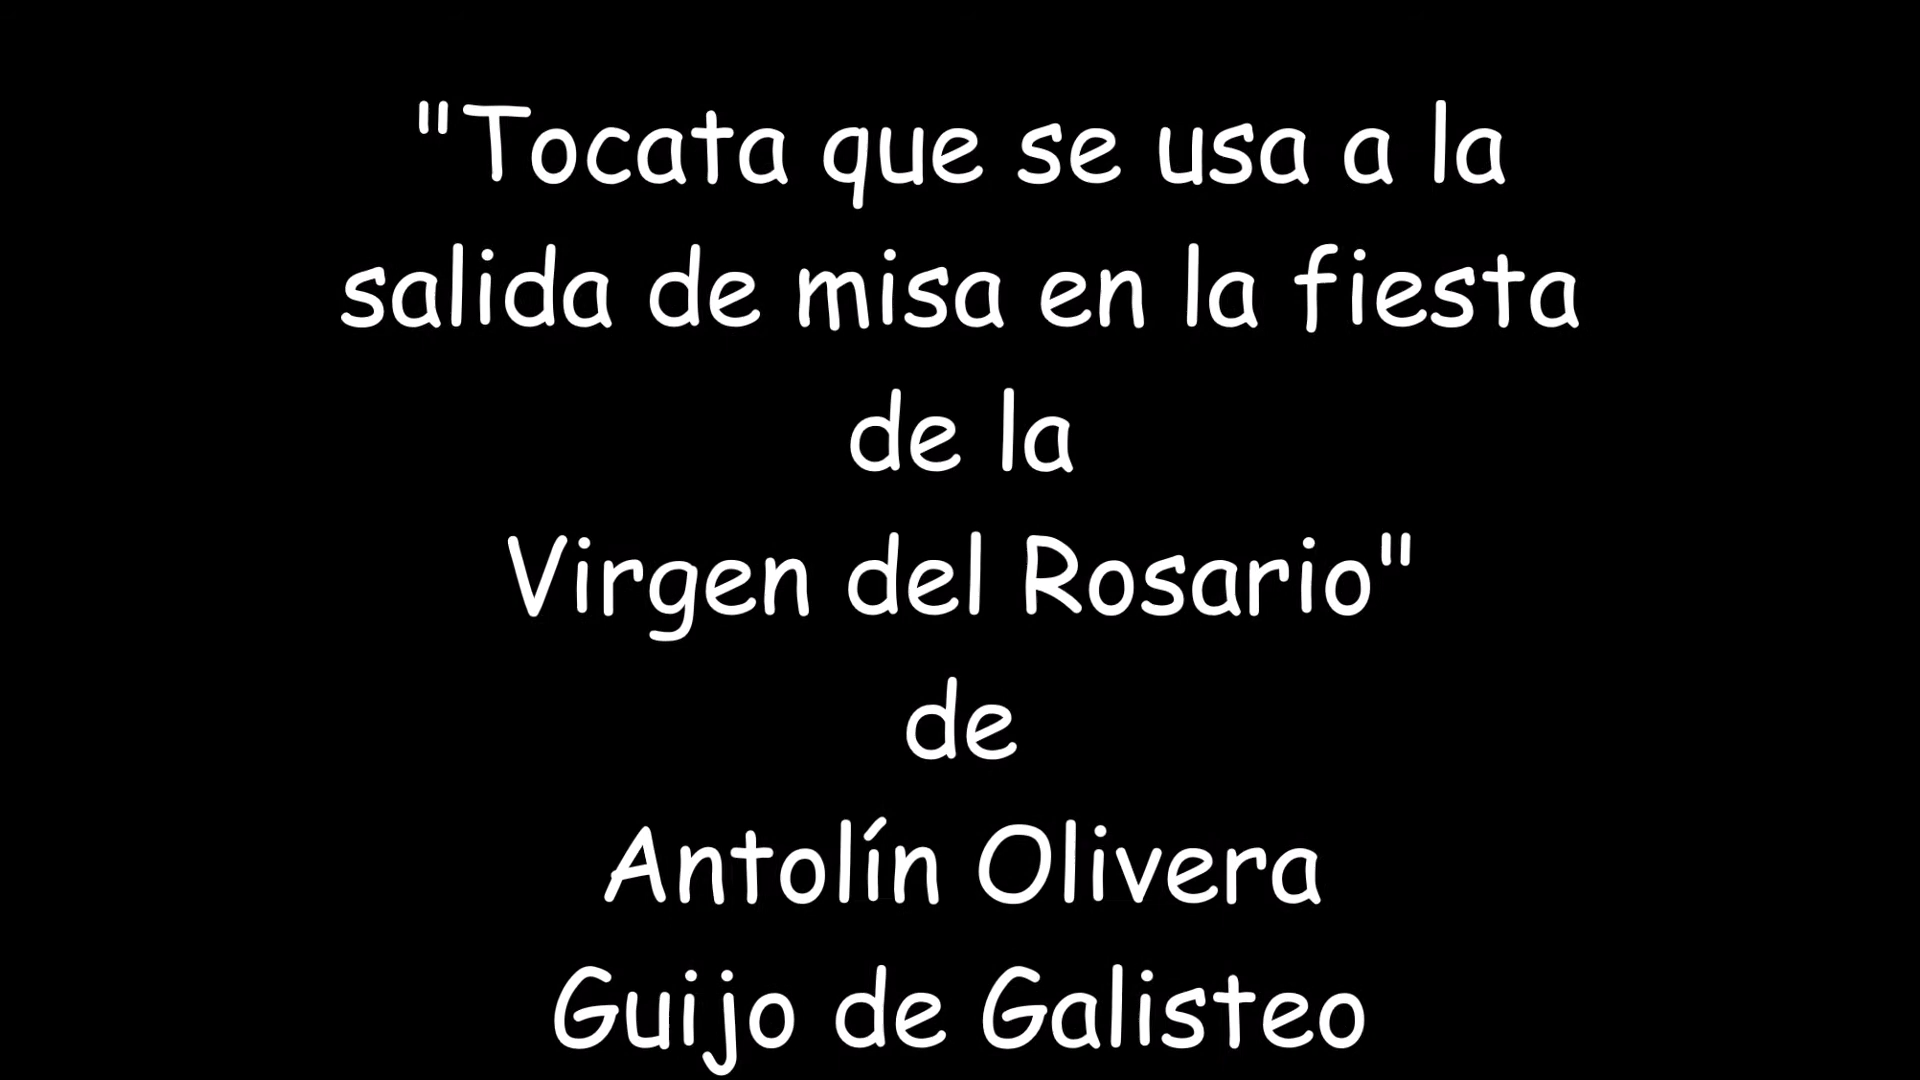 "Tocata que se usa a la
salida de misa en la fiesta
de la
Virgen del Rosario"
de
Antolín Olivera
Guijo de Galisteo